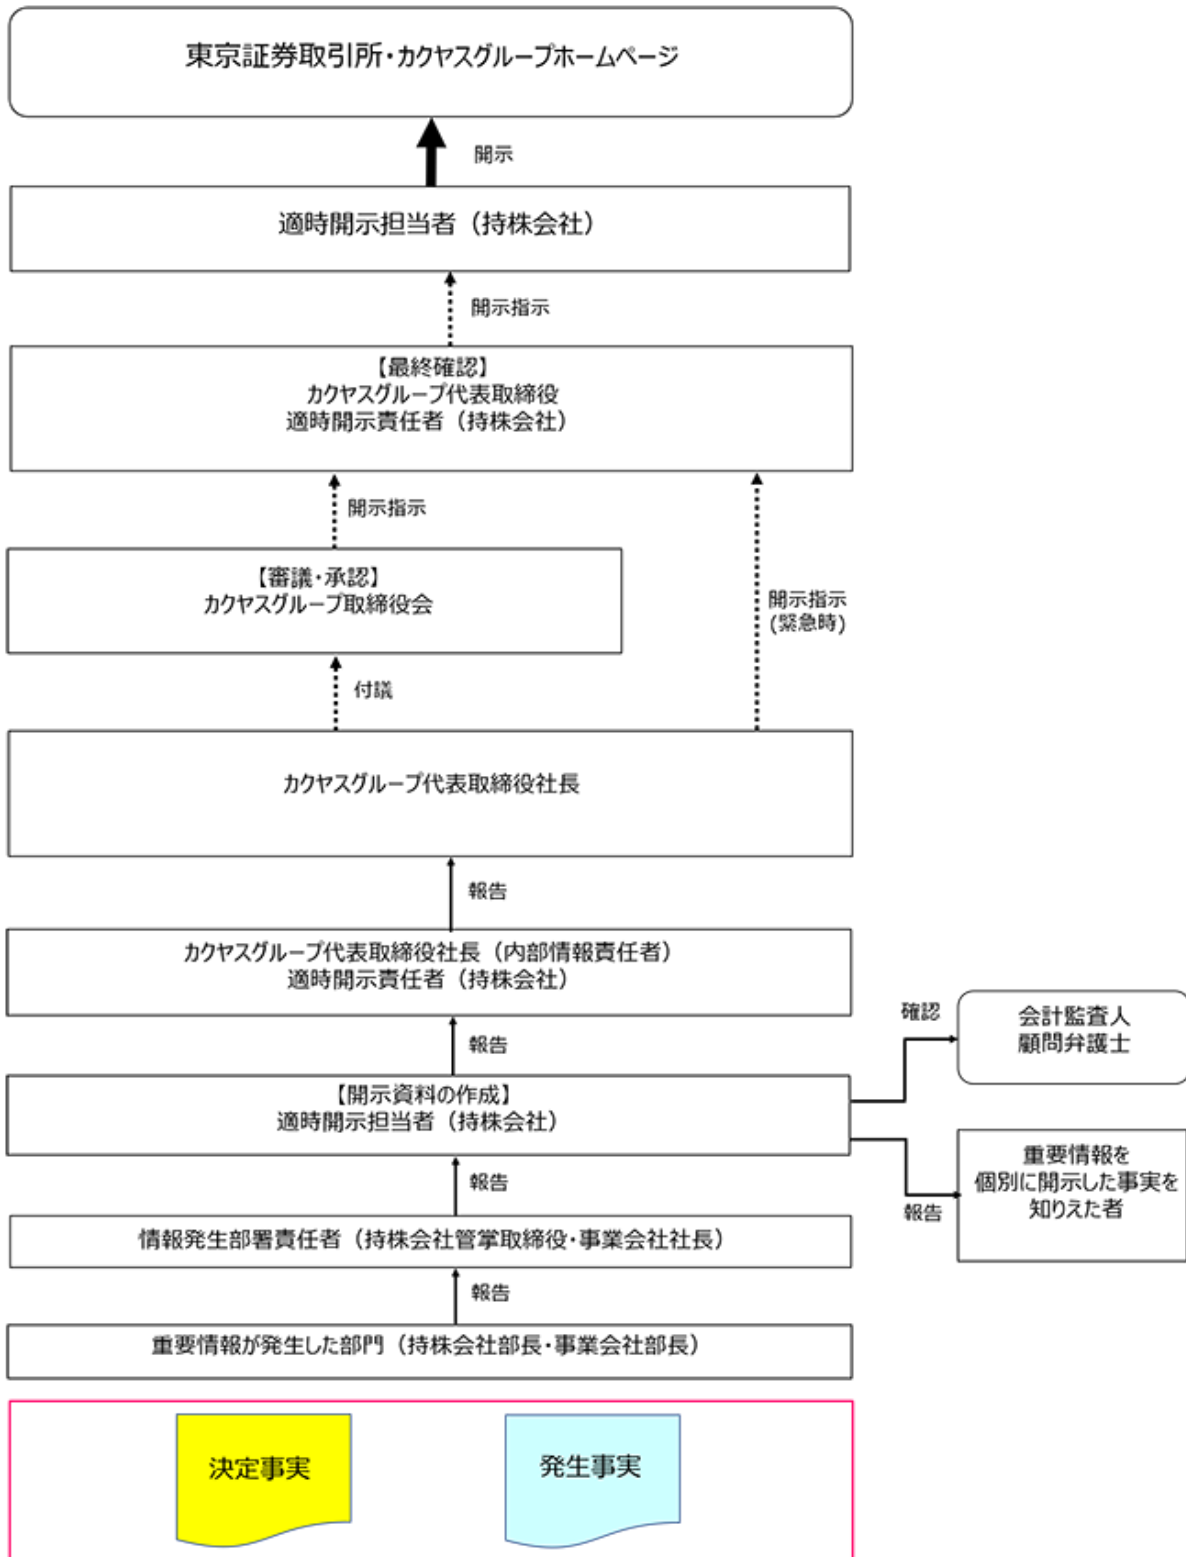 東京証券取引所・カクヤスグループホームページ
開示
適時開示担当者（持株会社）
開示指示
【最終確認】
カクヤスグループ代表取締役
適時開示責任者（持株会社）
開示指示
【審議・承認】
カクヤスグループ取締役会
開示指示
(緊急時)
付議
カクヤスグループ代表取締役社長
報告
カクヤスグループ代表取締役社長（内部情報責任者）
適時開示責任者（持株会社）
確認
会計監査人
顧問弁護士
報告
【開示資料の作成】
適時開示担当者（持株会社）
重要情報を
個別に開示した事実を
知りえた者
報告
報告
情報発生部署責任者（持株会社管掌取締役・事業会社社長）
報告
重要情報が発生した部門（持株会社部長・事業会社部長）
決定事実
発生事実